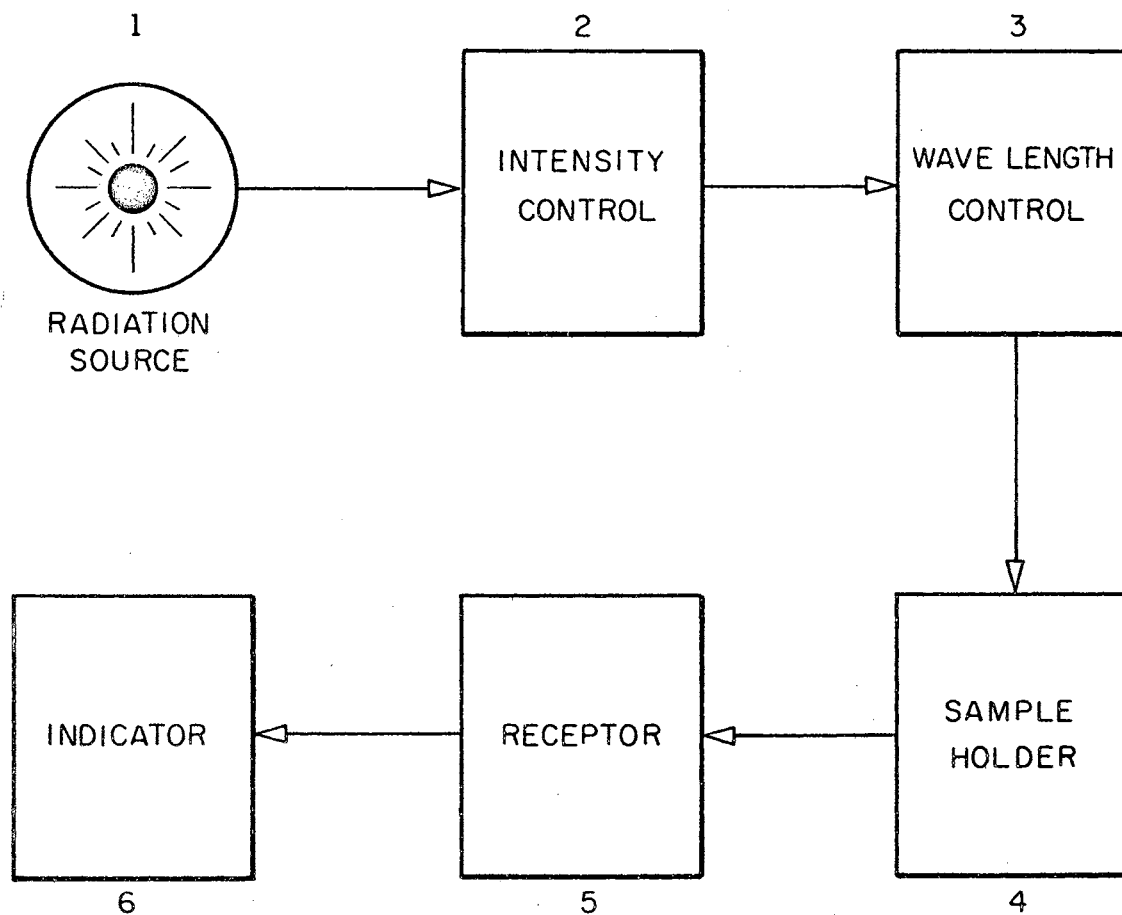 1
2
3
RADIATION
SOURCE
INTENSITY
CONTROL
WAVE LENGTH
CONTROL
INDICATOR
RECEPTOR
SAMPLE
HOLDER
6
5
4